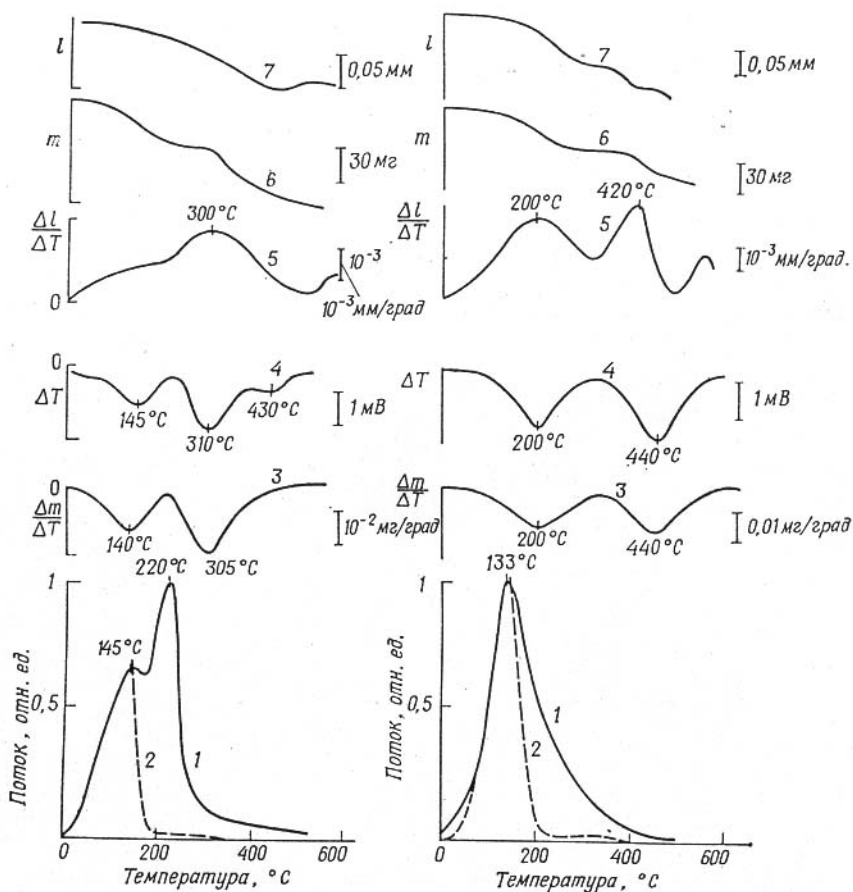 l
7
0,05 мм
m
6
30 мг
300°C
Δl
ΔT
5
10⁻³
10⁻³ мм/град
0
0
ΔT
4
145°C
310°C
430°C
1 мВ
0
Δm
ΔT
3
140°C
305°C
10⁻² мг/град
Поток, отн. ед.
1
0,5
220°C
145°C
2
1
0
200
400
600
Температура, °C
l
7
0,05 мм
m
6
30 мг
200°C
420°C
Δl
ΔT
5
10⁻³ мм/град.
ΔT
4
200°C
440°C
1 мВ
Δm
ΔT
3
200°C
440°C
0,01 мг/град
Поток, отн. ед.
1
0,5
133°C
1
2
0
200
400
600
Температура, °C